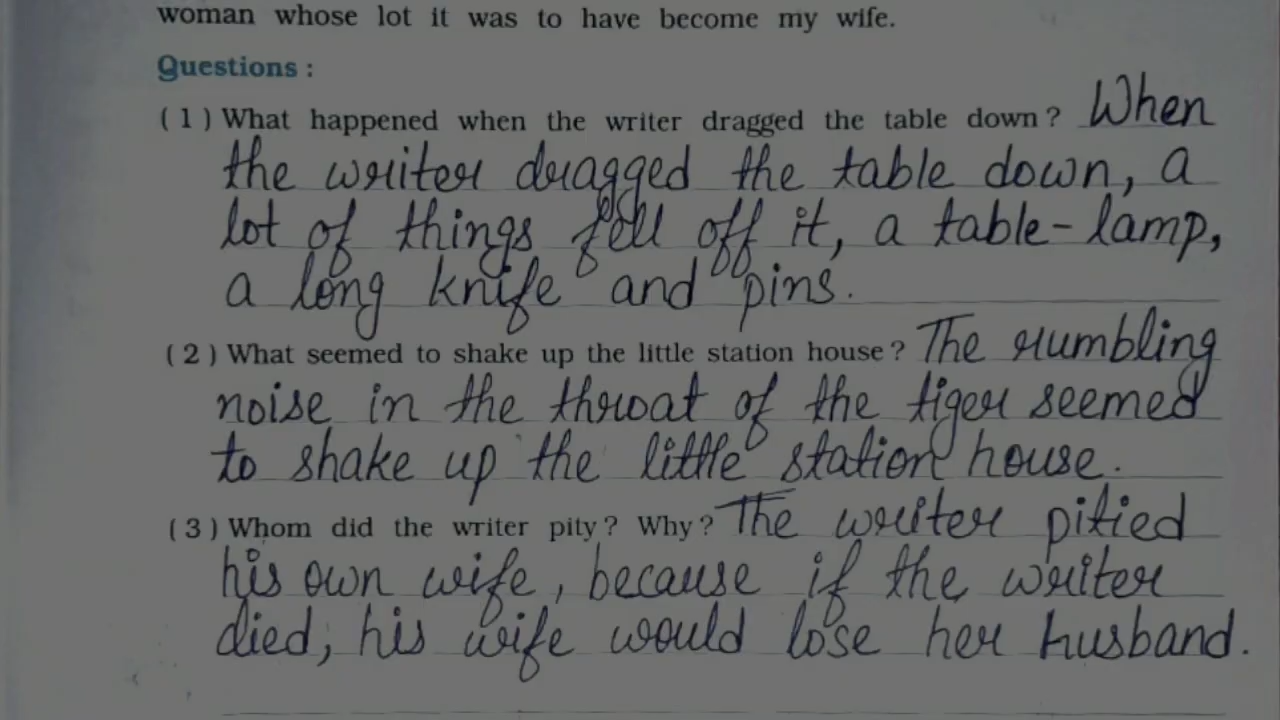 woman whose lot it was to have become my wife.
Questions :
( 1 ) What happened when the writer dragged the table down ? When
the writer dragged the table down, a
lot of things fell off it, a table-lamp,
a long knife and pins.
( 2 ) What seemed to shake up the little station house ? The rumbling
noise in the throat of the tiger seemed
to shake up the little station house.
( 3 ) Whom did the writer pity ? Why ? The writer pitied
his own wife, because if the writer
died, his wife would lose her husband.